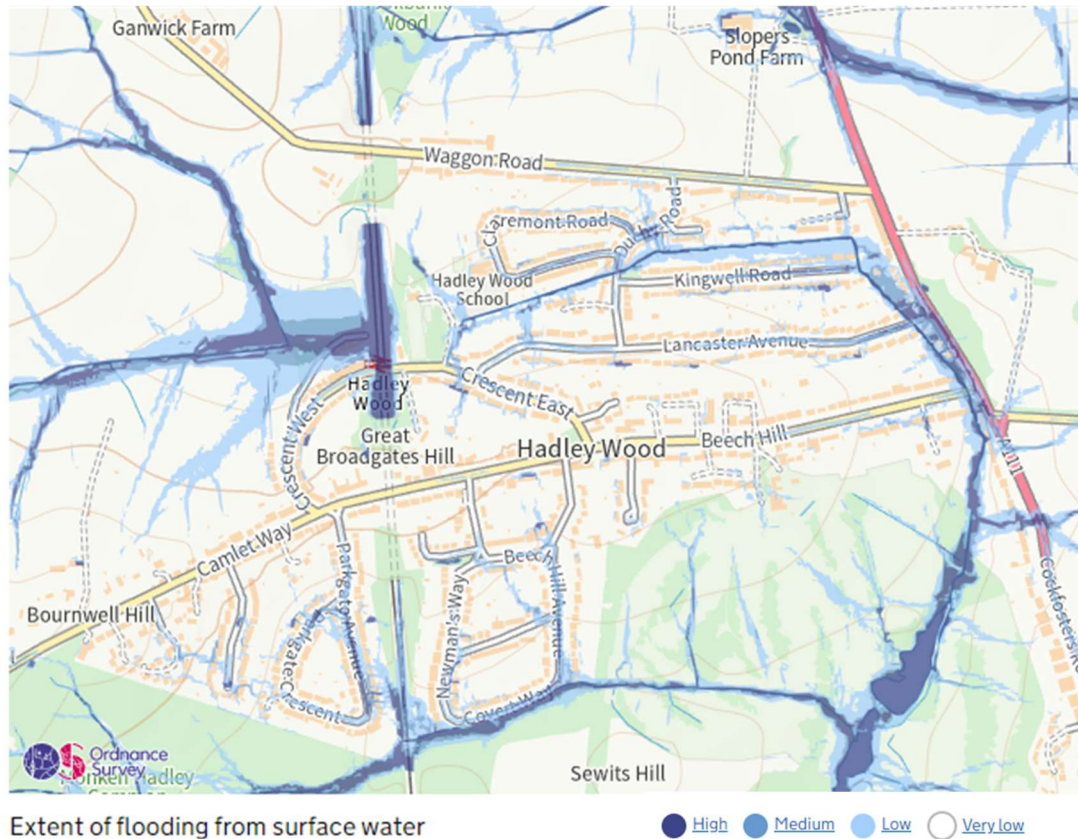 Ganwick Farm
Wood
Slopers
Pond Farm
Waggon Road
Claremont Road
Road
Hadley Wood
School
Kingwell Road
Lancaster Avenue
Hadley
Wood
Crescent East
Crescent West
Great
Broadgates Hill
Hadley Wood
Beech Hill
A111
Camlet Way
Parkgate Avenue
Beech Hill Avenue
Newman's Way
Bournwell Hill
Parkgate Crescent
Covert Way
Cockfosters
Ordnance
Survey
Monken Hadley
Common
Sewits Hill
Extent of flooding from surface water
High
Medium
Low
Very low